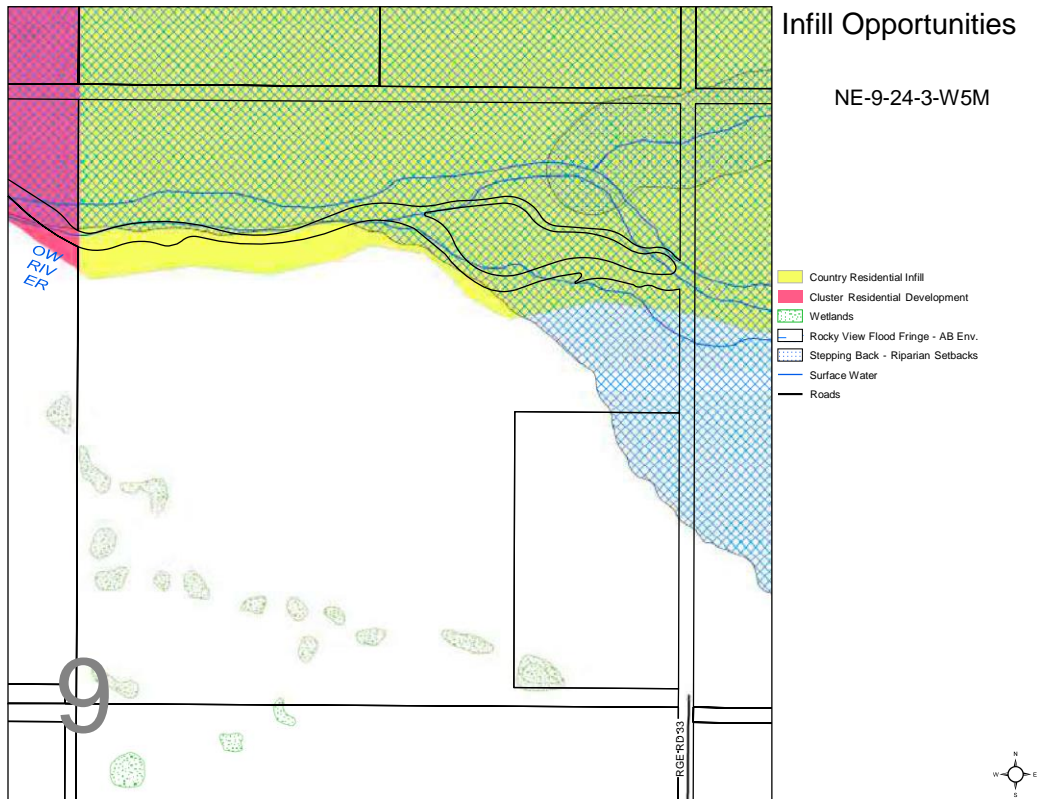 Infill Opportunities
NE-9-24-3-W5M
OW
RIV
ER
Country Residential Infill
Cluster Residential Development
Wetlands
Rocky View Flood Fringe - AB Env.
Stepping Back - Riparian Setbacks
Surface Water
Roads
9
RGE RD 33
N
W E
S